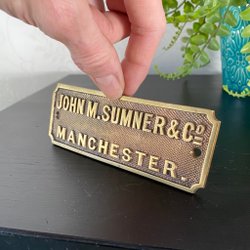 JOHN M. SUMNER & CO
MANCHESTER.